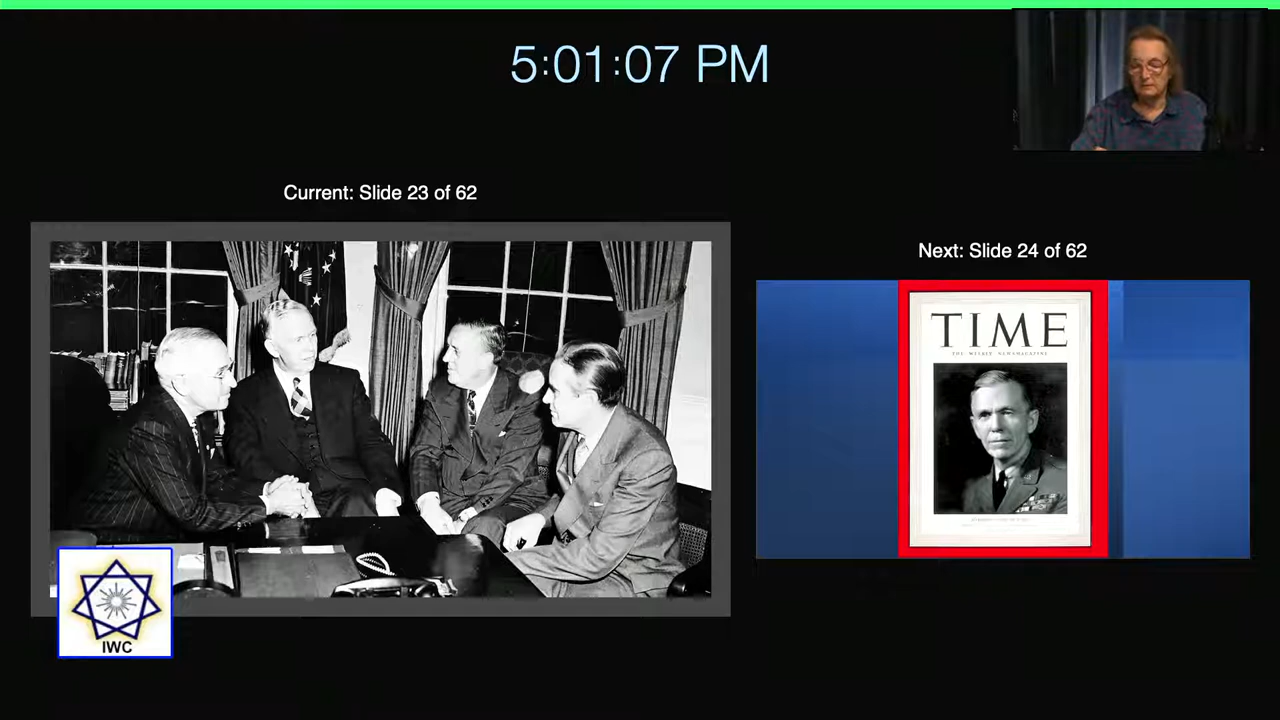 5:01:07 PM
Current: Slide 23 of 62
Next: Slide 24 of 62
TIME
THE WEEKLY NEWSMAGAZINE
IWC